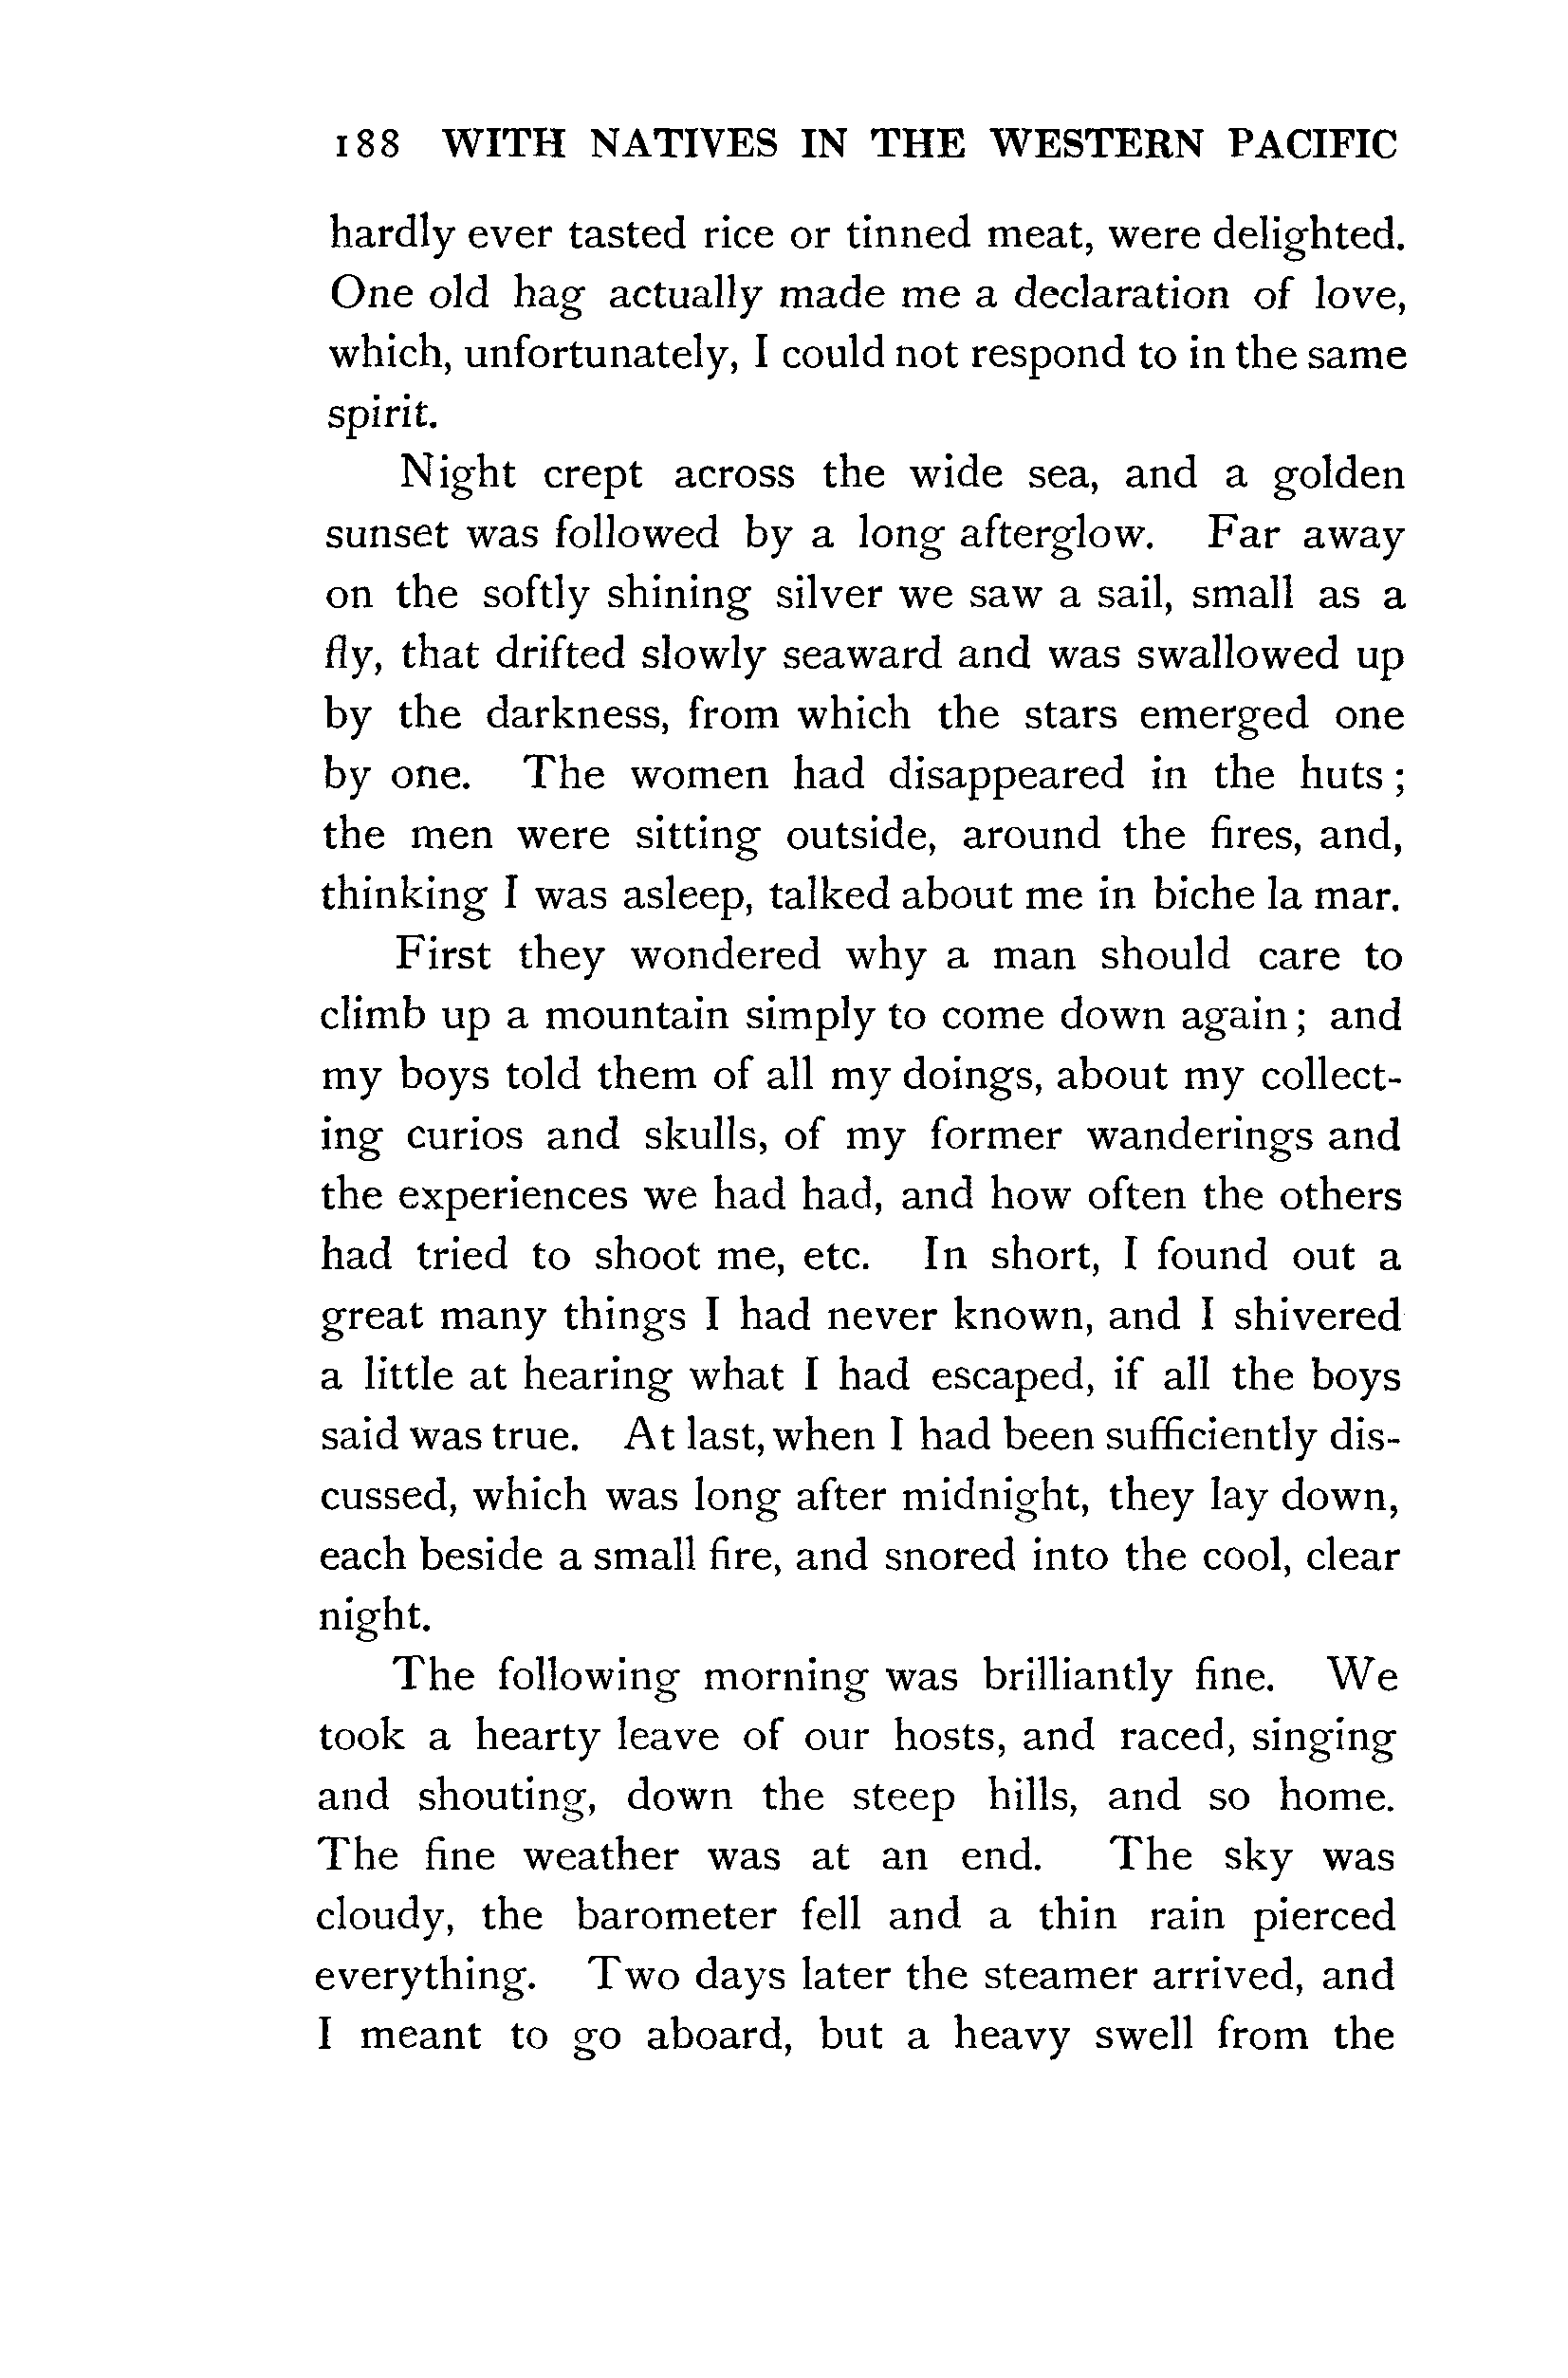 188 WITH NATIVES IN THE WESTERN PACIFIC
hardly ever tasted rice or tinned meat, were delighted.
One old hag actually made me a declaration of love,
which, unfortunately, I could not respond to in the same
spirit.
Night crept across the wide sea, and a golden
sunset was followed by a long afterglow. Far away
on the softly shining silver we saw a sail, small as a
fly, that drifted slowly seaward and was swallowed up
by the darkness, from which the stars emerged one
by one. The women had disappeared in the huts;
the men were sitting outside, around the fires, and,
thinking I was asleep, talked about me in biche la mar.
First they wondered why a man should care to
climb up a mountain simply to come down again; and
my boys told them of all my doings, about my collect-
ing curios and skulls, of my former wanderings and
the experiences we had had, and how often the others
had tried to shoot me, etc. In short, I found out a
great many things I had never known, and I shivered
a little at hearing what I had escaped, if all the boys
said was true. At last, when I had been sufficiently dis-
cussed, which was long after midnight, they lay down,
each beside a small fire, and snored into the cool, clear
night.
The following morning was brilliantly fine. We
took a hearty leave of our hosts, and raced, singing
and shouting, down the steep hills, and so home.
The fine weather was at an end. The sky was
cloudy, the barometer fell and a thin rain pierced
everything. Two days later the steamer arrived, and
I meant to go aboard, but a heavy swell from the